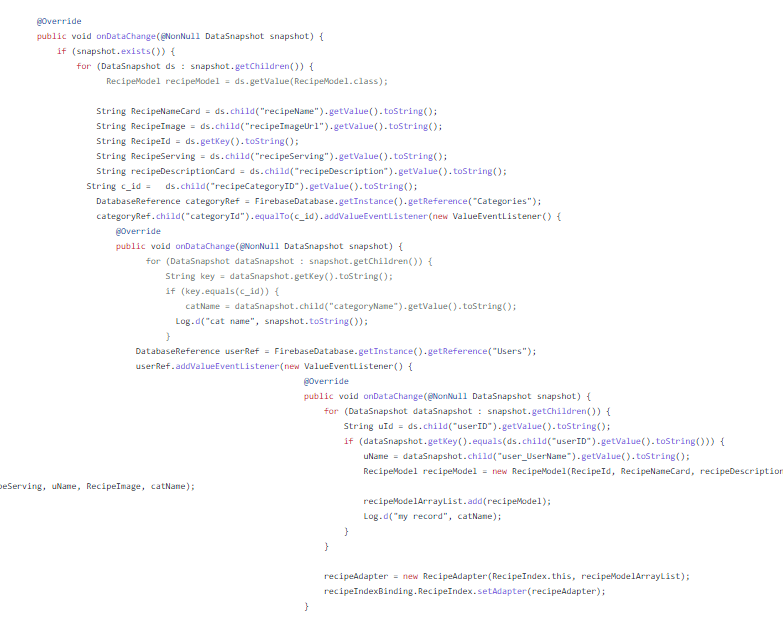 @Override
public void onDataChange(@NonNull DataSnapshot snapshot) {
if (snapshot.exists()) {
for (DataSnapshot ds : snapshot.getChildren()) {
RecipeModel recipeModel = ds.getValue(RecipeModel.class);
String RecipeNameCard = ds.child("recipeName").getValue().toString();
String RecipeImage = ds.child("recipeImageUrl").getValue().toString();
String RecipeId = ds.getKey().toString();
String RecipeServing = ds.child("recipeServing").getValue().toString();
String recipeDescriptionCard = ds.child("recipeDescription").getValue().toString();
String c_id = ds.child("recipeCategoryID").getValue().toString();
DatabaseReference categoryRef = FirebaseDatabase.getInstance().getReference("Categories");
categoryRef.child("categoryId").equalTo(c_id).addValueEventListener(new ValueEventListener() {
@Override
public void onDataChange(@NonNull DataSnapshot snapshot) {
for (DataSnapshot dataSnapshot : snapshot.getChildren()) {
String key = dataSnapshot.getKey().toString();
if (key.equals(c_id)) {
catName = dataSnapshot.child("categoryName").getValue().toString();
Log.d("cat name", snapshot.toString());
}
DatabaseReference userRef = FirebaseDatabase.getInstance().getReference("Users");
userRef.addValueEventListener(new ValueEventListener() {
@Override
public void onDataChange(@NonNull DataSnapshot snapshot) {
for (DataSnapshot dataSnapshot : snapshot.getChildren()) {
String uId = ds.child("userID").getValue().toString();
if (dataSnapshot.getKey().equals(ds.child("userID").getValue().toString())) {
uName = dataSnapshot.child("user_UserName").getValue().toString();
RecipeModel recipeModel = new RecipeModel(RecipeId, RecipeNameCard, recipeDescription
peServing, uName, RecipeImage, catName);
recipeModelArrayList.add(recipeModel);
Log.d("my record", catName);
}
}
recipeAdapter = new RecipeAdapter(RecipeIndex.this, recipeModelArrayList);
recipeIndexBinding.RecipeIndex.setAdapter(recipeAdapter);
}